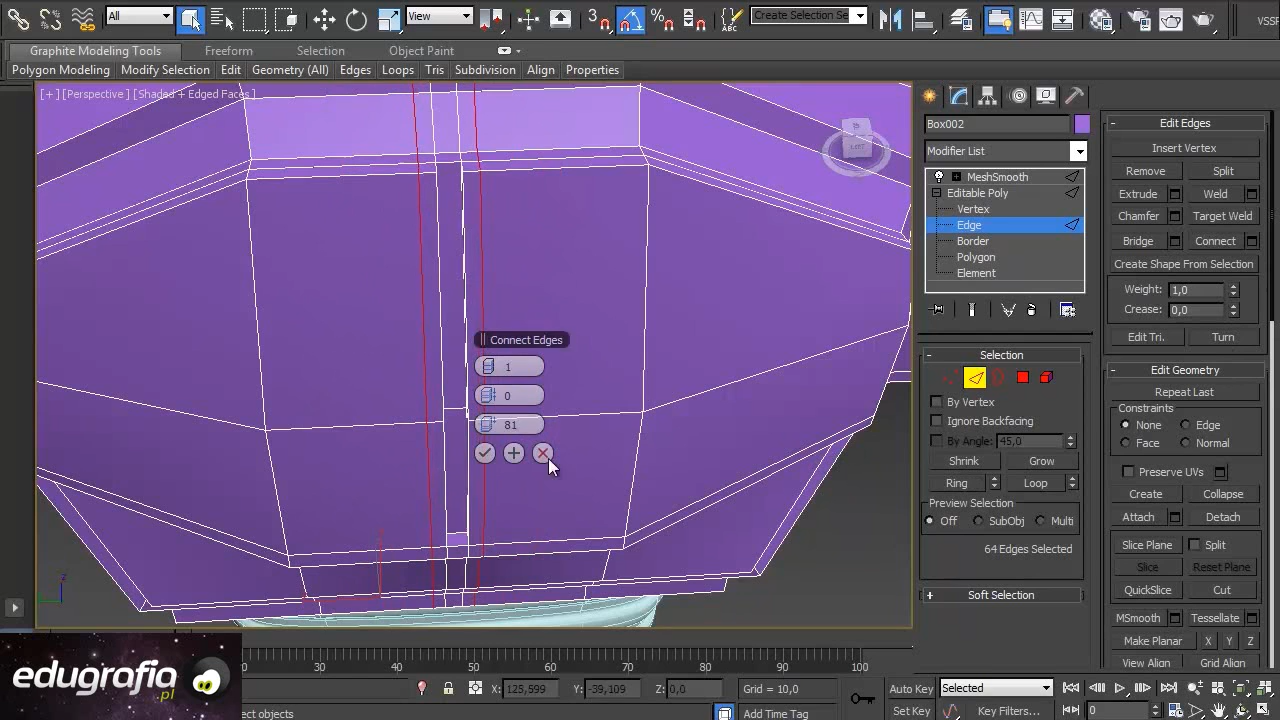 All
View
3
%
ABC
Create Selection Se
VSSF
Graphite Modeling Tools
Freeform
Selection
Object Paint
Polygon Modeling
Modify Selection
Edit
Geometry (All)
Edges
Loops
Tris
Subdivision
Align
Properties
[+] [Perspective] [Shaded + Edged Faces]
LEFT
Connect Edges
1
0
81
Box002
Modifier List
MeshSmooth
Editable Poly
Vertex
Edge
Border
Polygon
Element
- Selection
By Vertex
Ignore Backfacing
By Angle: 45,0
Shrink
Grow
Ring
Loop
Preview Selection
Off
SubObj
Multi
64 Edges Selected
+ Soft Selection
- Edit Edges
Insert Vertex
Remove
Split
Extrude
Weld
Chamfer
Target Weld
Bridge
Connect
Create Shape From Selection
Weight: 1,0
Crease: 0,0
Edit Tri.
Turn
- Edit Geometry
Repeat Last
Constraints
None
Edge
Face
Normal
Preserve UVs
Create
Collapse
Attach
Detach
Slice Plane
Split
Slice
Reset Plane
QuickSlice
Cut
MSmooth
Tessellate
Make Planar
X
Y
Z
View Align
Grid Align
edugrafia
.pl
20
30
40
50
60
70
80
90
100
X: 125,599
Y: -39,109
Z: 0,0
Grid = 10,0
Auto Key
Selected
ect objects
Add Time Tag
Set Key
Key Filters...
0